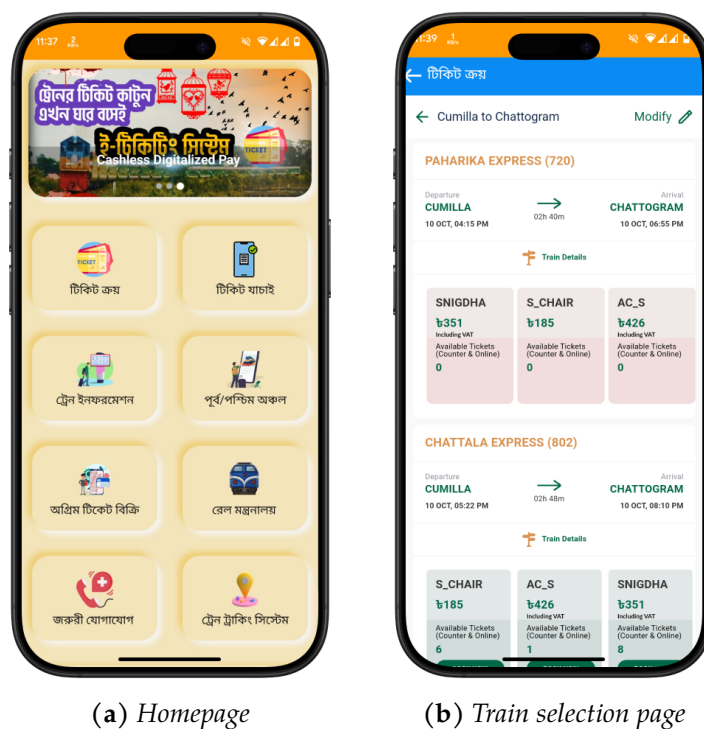 11:37
2
KB/s
ট্রেনের টিকিট কাটুন
এখন ঘরে বসেই
ই-টিকিটিং সিস্টেম
TICKET
Cashless Digitalized Pay
TICKET
টিকিট ক্রয়
টিকিট যাচাই
ট্রেন ইনফরমেশন
পূর্ব/পশ্চিম অঞ্চল
অগ্রিম টিকেট বিক্রি
রেল মন্ত্রনালয়
জরুরী যোগাযোগ
ট্রেন ট্রাকিং সিস্টেম
(a) Homepage
:39
1
KB/s
টিকিট ক্রয়
Cumilla to Chattogram
Modify
PAHARIKA EXPRESS (720)
Departure
Arrival
CUMILLA
CHATTOGRAM
02h 40m
10 OCT, 04:15 PM
10 OCT, 06:55 PM
Train Details
SNIGDHA
৳351
Including VAT
Available Tickets
(Counter & Online)
0
S_CHAIR
৳185
Available Tickets
(Counter & Online)
0
AC_S
৳426
Including VAT
Available Tickets
(Counter & Online)
0
CHATTALA EXPRESS (802)
Departure
Arrival
CUMILLA
CHATTOGRAM
02h 48m
10 OCT, 05:22 PM
10 OCT, 08:10 PM
Train Details
S_CHAIR
৳185
Available Tickets
(Counter & Online)
6
AC_S
৳426
Including VAT
Available Tickets
(Counter & Online)
1
SNIGDHA
৳351
Including VAT
Available Tickets
(Counter & Online)
8
(b) Train selection page